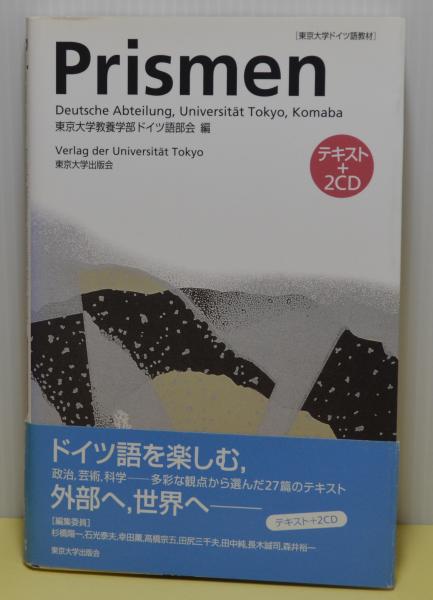 [東京大学ドイツ語教材]
Prismen
Deutsche Abteilung, Universität Tokyo, Komaba
東京大学教養学部ドイツ語部会 編
Verlag der Universität Tokyo
東京大学出版会
テキスト
+
2CD
ドイツ語を楽しむ,
政治,芸術,科学——多彩な観点から選んだ27篇のテキスト
外部へ,世界へ——
テキスト+2CD
[編集委員]
杉橋陽一,石光泰夫,幸田薫,高橋宗五,田尻三千夫,田中純,長木誠司,森井裕一
東京大学出版会